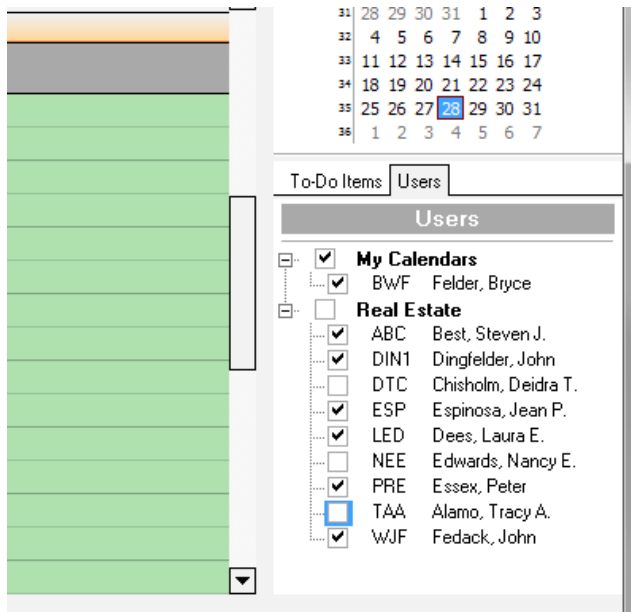 31 28 29 30 31 1 2 3
32 4 5 6 7 8 9 10
33 11 12 13 14 15 16 17
34 18 19 20 21 22 23 24
35 25 26 27 28 29 30 31
36 1 2 3 4 5 6 7
To-Do Items Users
Users
My Calendars
BWF Felder, Bryce
Real Estate
ABC Best, Steven J.
DIN1 Dingfelder, John
DTC Chisholm, Deidra T.
ESP Espinosa, Jean P.
LED Dees, Laura E.
NEE Edwards, Nancy E.
PRE Essex, Peter
TAA Alamo, Tracy A.
WJF Fedack, John